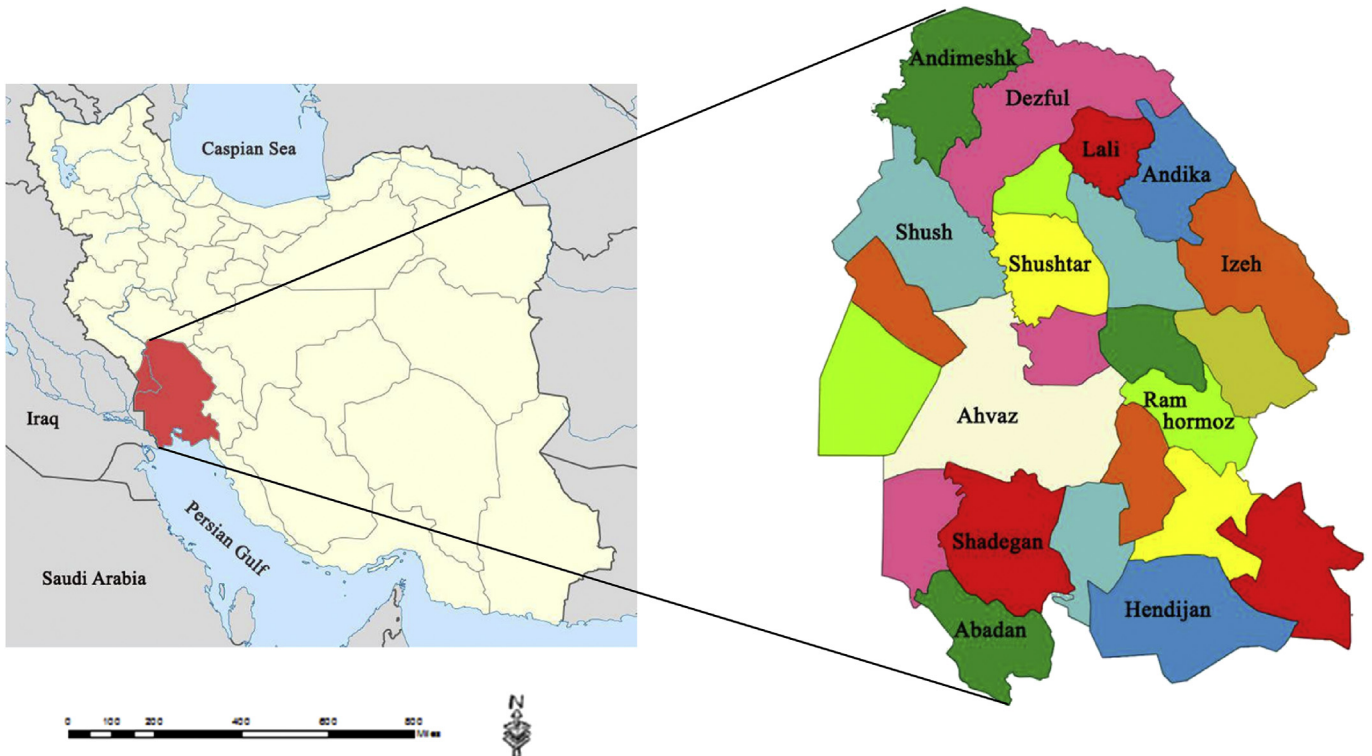 Caspian Sea
Iraq
Persian Gulf
Saudi Arabia
0 100 200 400 600 800
Miles
N
Andimeshk
Dezful
Lali
Andika
Shush
Shushtar
Izeh
Ahvaz
Ram
hormoz
Shadegan
Abadan
Hendijan